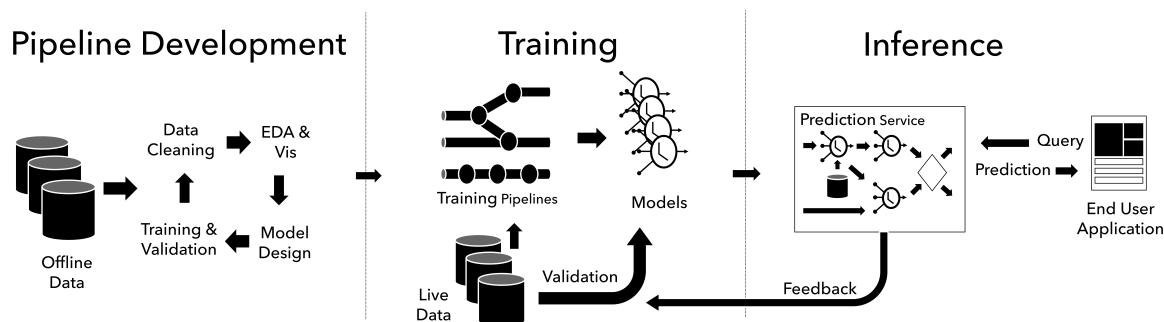 Pipeline Development
Training
Inference
Data
Cleaning
EDA &
Vis
Training &
Validation
Model
Design
Offline
Data
Training Pipelines
Models
Live
Data
Validation
Prediction Service
Query
Prediction
End User
Application
Feedback